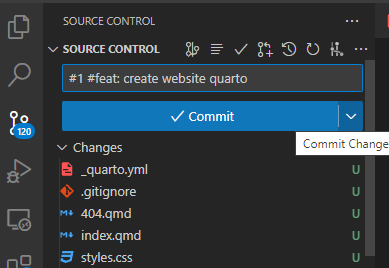 SOURCE CONTROL
SOURCE CONTROL
#1 #feat: create website quarto
Commit
Commit Change
Changes
_quarto.yml U
.gitignore U
404.qmd U
index.qmd U
styles.css U
120